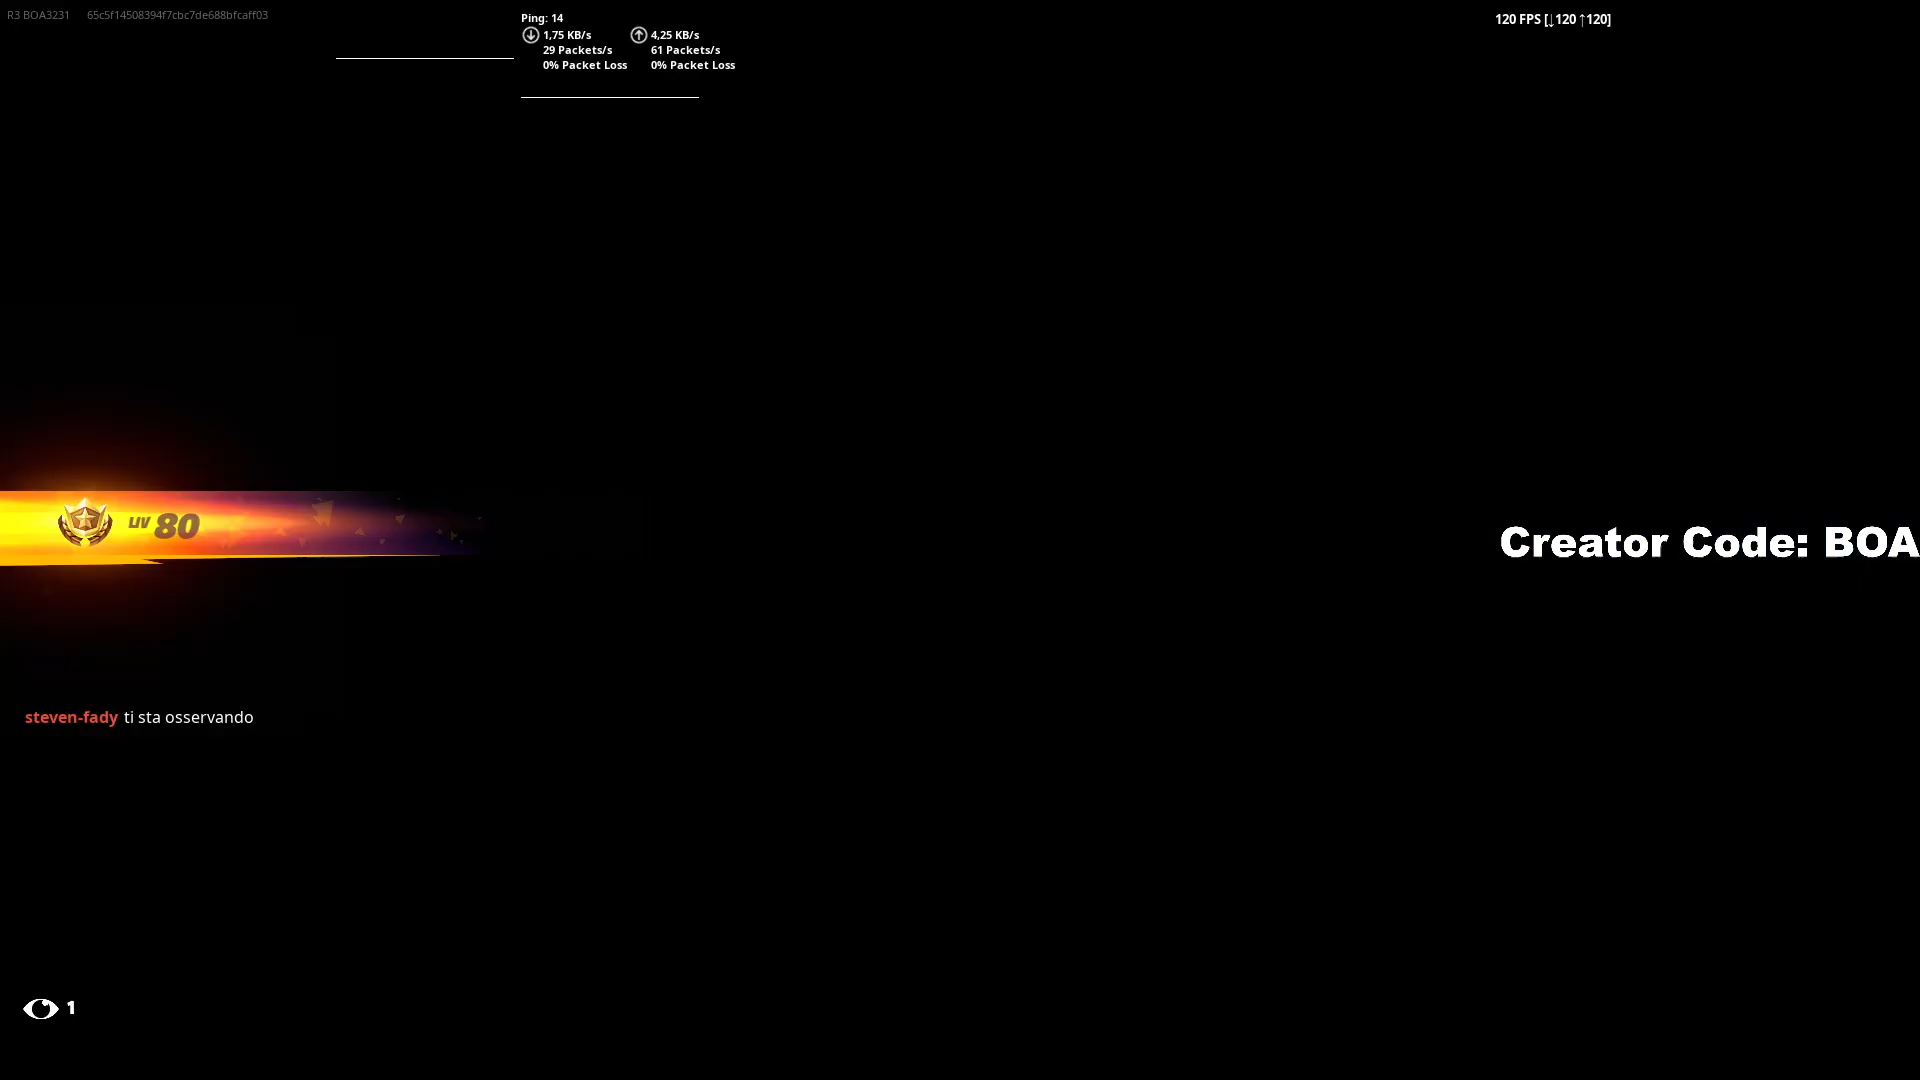 R3 BOA3231 65c5f14508394f7cbc7de688bfcaff03
Ping: 14
1,75 KB/s 4,25 KB/s
29 Packets/s 61 Packets/s
0% Packet Loss 0% Packet Loss
120 FPS [↓120 ↑120]
LIV 80
Creator Code: BOA
steven-fady ti sta osservando
1